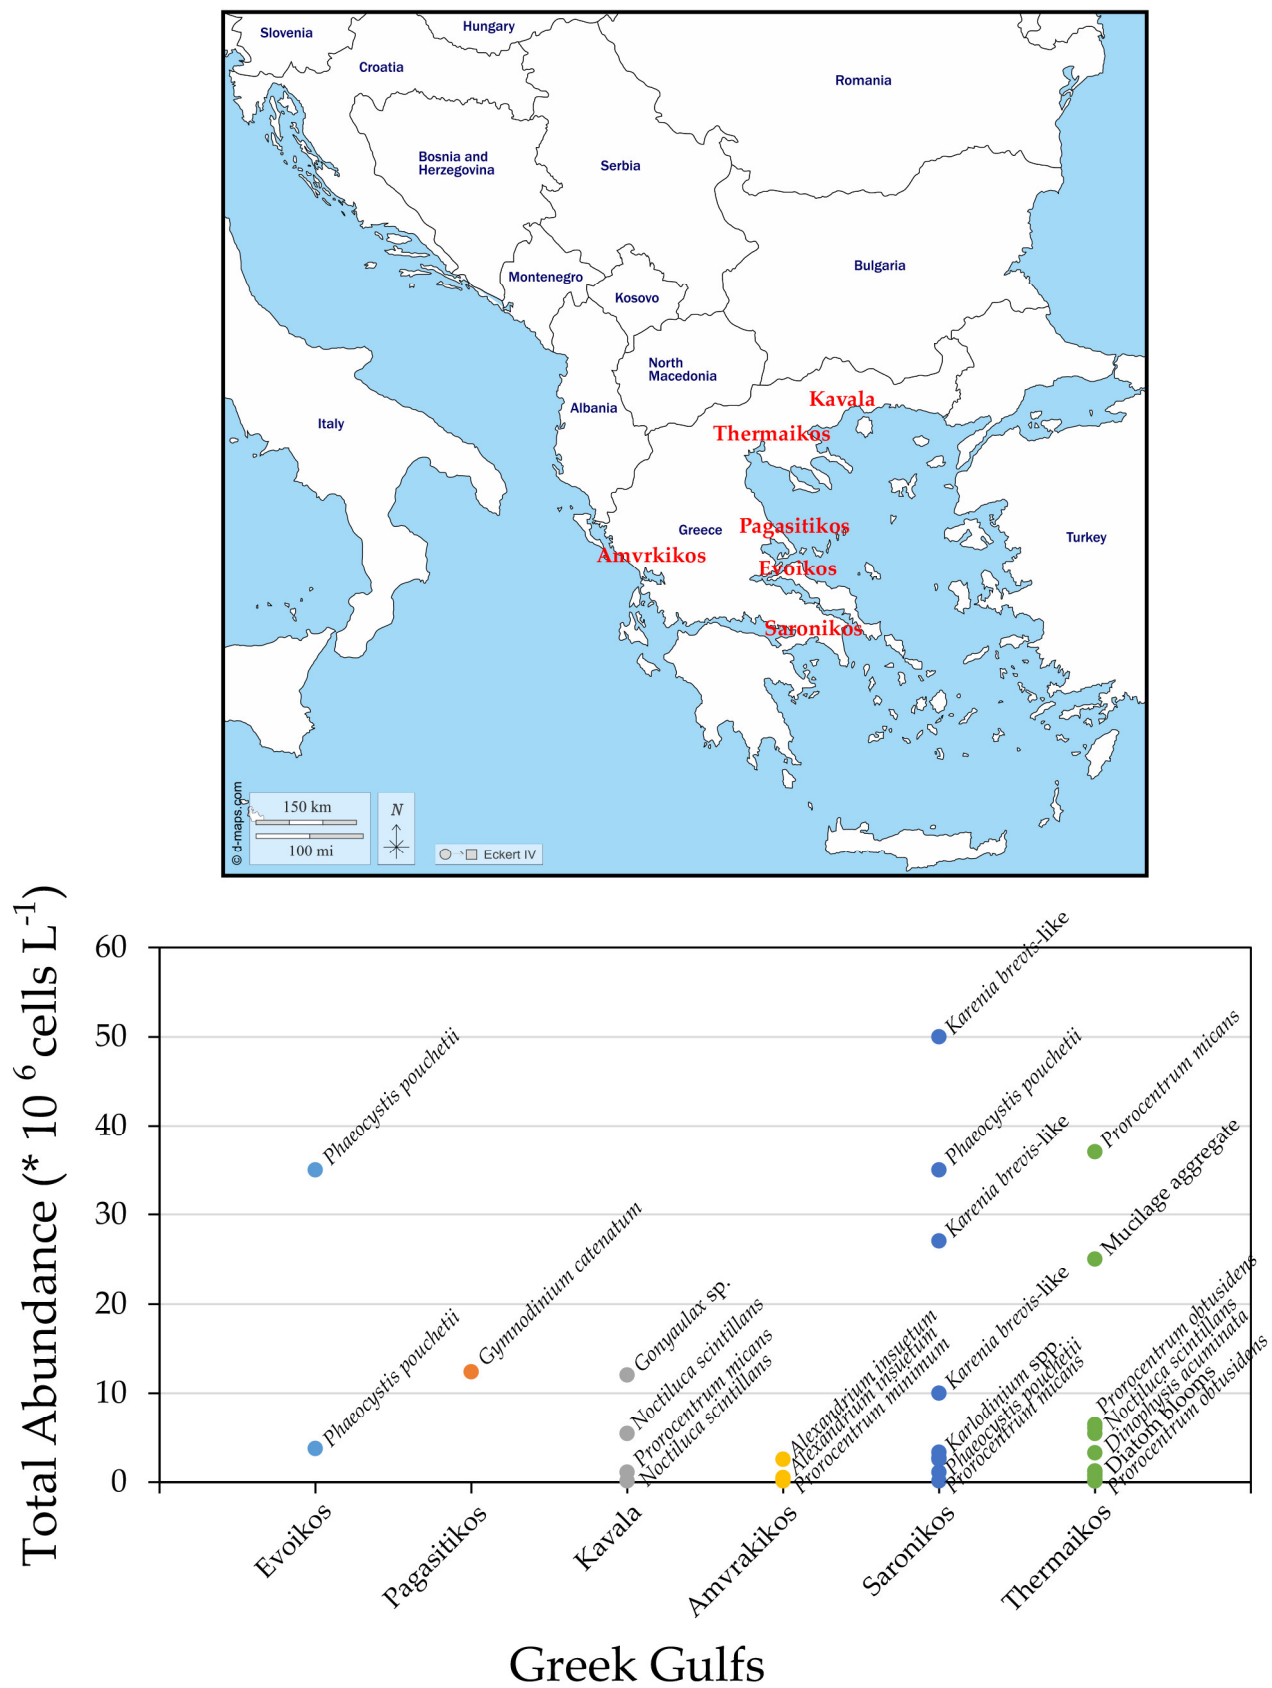 Slovenia
Hungary
Croatia
Romania
Bosnia and
Herzegovina
Serbia
Montenegro
Kosovo
Bulgaria
North
Macedonia
Albania
Italy
Kavala
Thermaikos
Greece
Pagasitikos
Amvrkikos
Evoikos
Turkey
Saronikos
© d-maps.com
150 km
100 mi
N
Eckert IV
Total Abundance (* 10 6 cells L-1)
60
50
40
30
20
10
0
Phaeocystis pouchetii
Phaeocystis pouchetii
Gymnodinium catenatum
Gonyaulax sp.
Noctiluca scintillans
Prorocentrum micans
Noctiluca scintillans
Alexandrium insuetum
Alexandrium insuetum
Prorocentrum minimum
Karenia brevis-like
Phaeocystis pouchetii
Karenia brevis-like
Karenia brevis-like
Karlodinium spp.
Phaeocystis pouchetii
Prorocentrum micans
Prorocentrum micans
Mucilage aggregate
Prorocentrum obtusidens
Noctiluca scintillans
Dinophysis acuminata
Diatom blooms
Prorocentrum obtusidens
Evoikos
Pagasitikos
Kavala
Amvrakikos
Saronikos
Thermaikos
Greek Gulfs